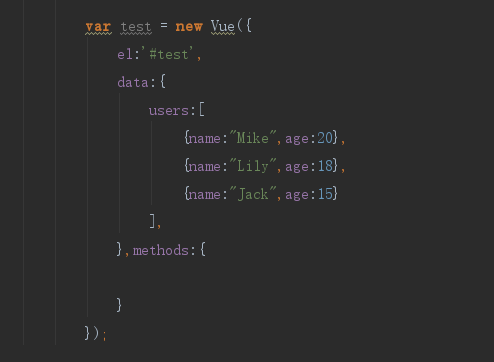 var test = new Vue({
el:'#test',
data:{
users:[
{name:"Mike",age:20},
{name:"Lily",age:18},
{name:"Jack",age:15}
],
},methods:{
}
});